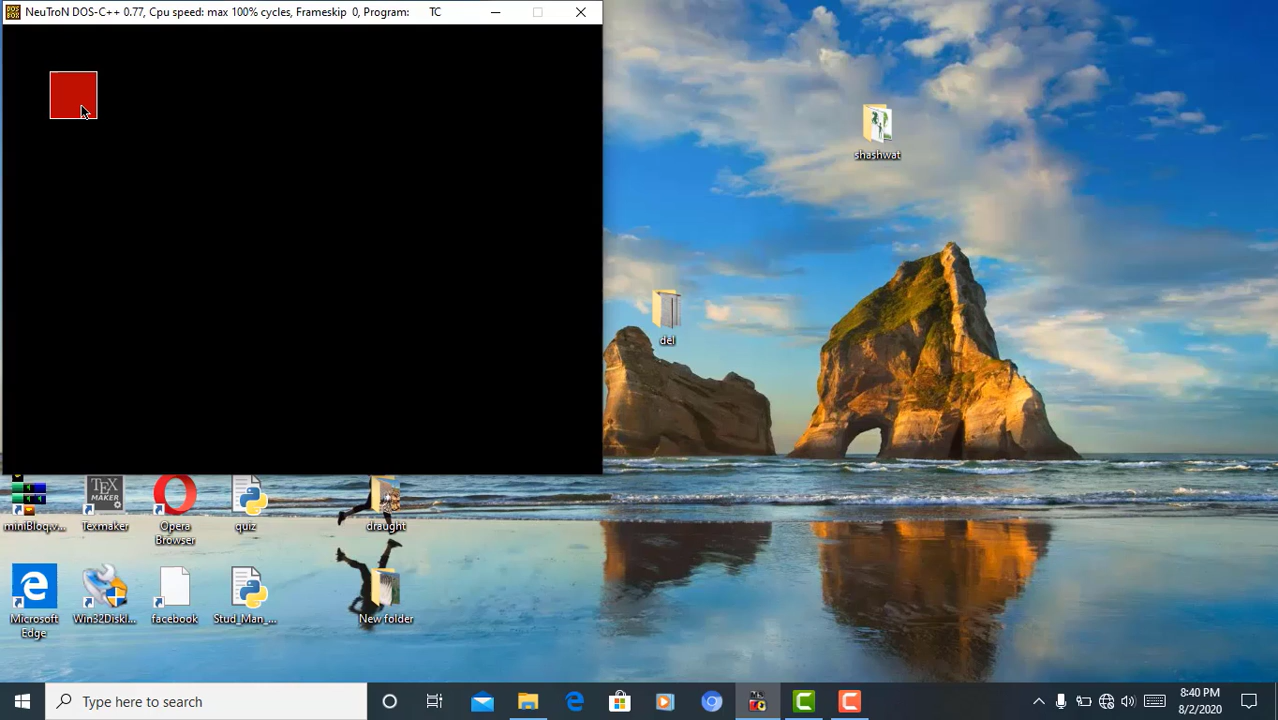 NeuTroN DOS-C++ 0.77, Cpu speed: max 100% cycles, Frameskip 0, Program: TC
shashwat
del
miniBloq.v...
Texmaker
Opera
Browser
quiz
draught
Microsoft
Edge
Win32Diskl...
facebook
Stud_Man_...
New folder
Type here to search
8:40 PM
8/2/2020